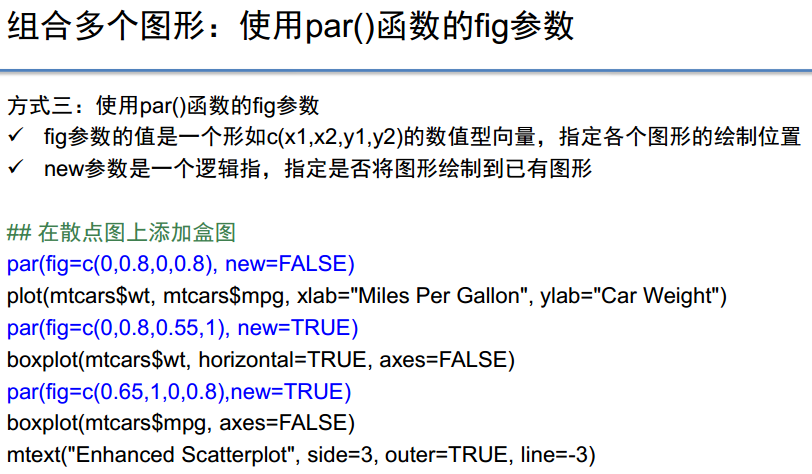 组合多个图形：使用par()函数的fig参数
方式三：使用par()函数的fig参数
✓ fig参数的值是一个形如c(x1,x2,y1,y2)的数值型向量，指定各个图形的绘制位置
✓ new参数是一个逻辑指，指定是否将图形绘制到已有图形
## 在散点图上添加盒图
par(fig=c(0,0.8,0,0.8), new=FALSE)
plot(mtcars$wt, mtcars$mpg, xlab="Miles Per Gallon", ylab="Car Weight")
par(fig=c(0,0.8,0.55,1), new=TRUE)
boxplot(mtcars$wt, horizontal=TRUE, axes=FALSE)
par(fig=c(0.65,1,0,0.8),new=TRUE)
boxplot(mtcars$mpg, axes=FALSE)
mtext("Enhanced Scatterplot", side=3, outer=TRUE, line=-3)